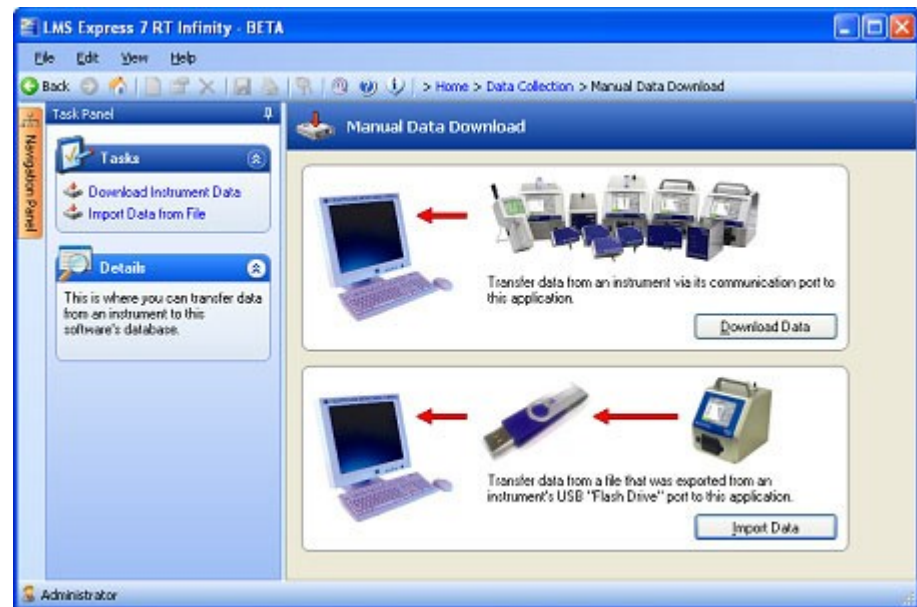 LMS Express 7 RT Infinity - BETA
File Edit View Help
Back > Home > Data Collection > Manual Data Download
Navigation Panel
Task Panel
Tasks
Download Instrument Data
Import Data from File
Details
This is where you can transfer data
from an instrument to this
software's database.
Manual Data Download
Transfer data from an instrument via its communication port to
this application.
Download Data
Transfer data from a file that was exported from an
instrument's USB "Flash Drive" port to this application.
Import Data
Administrator